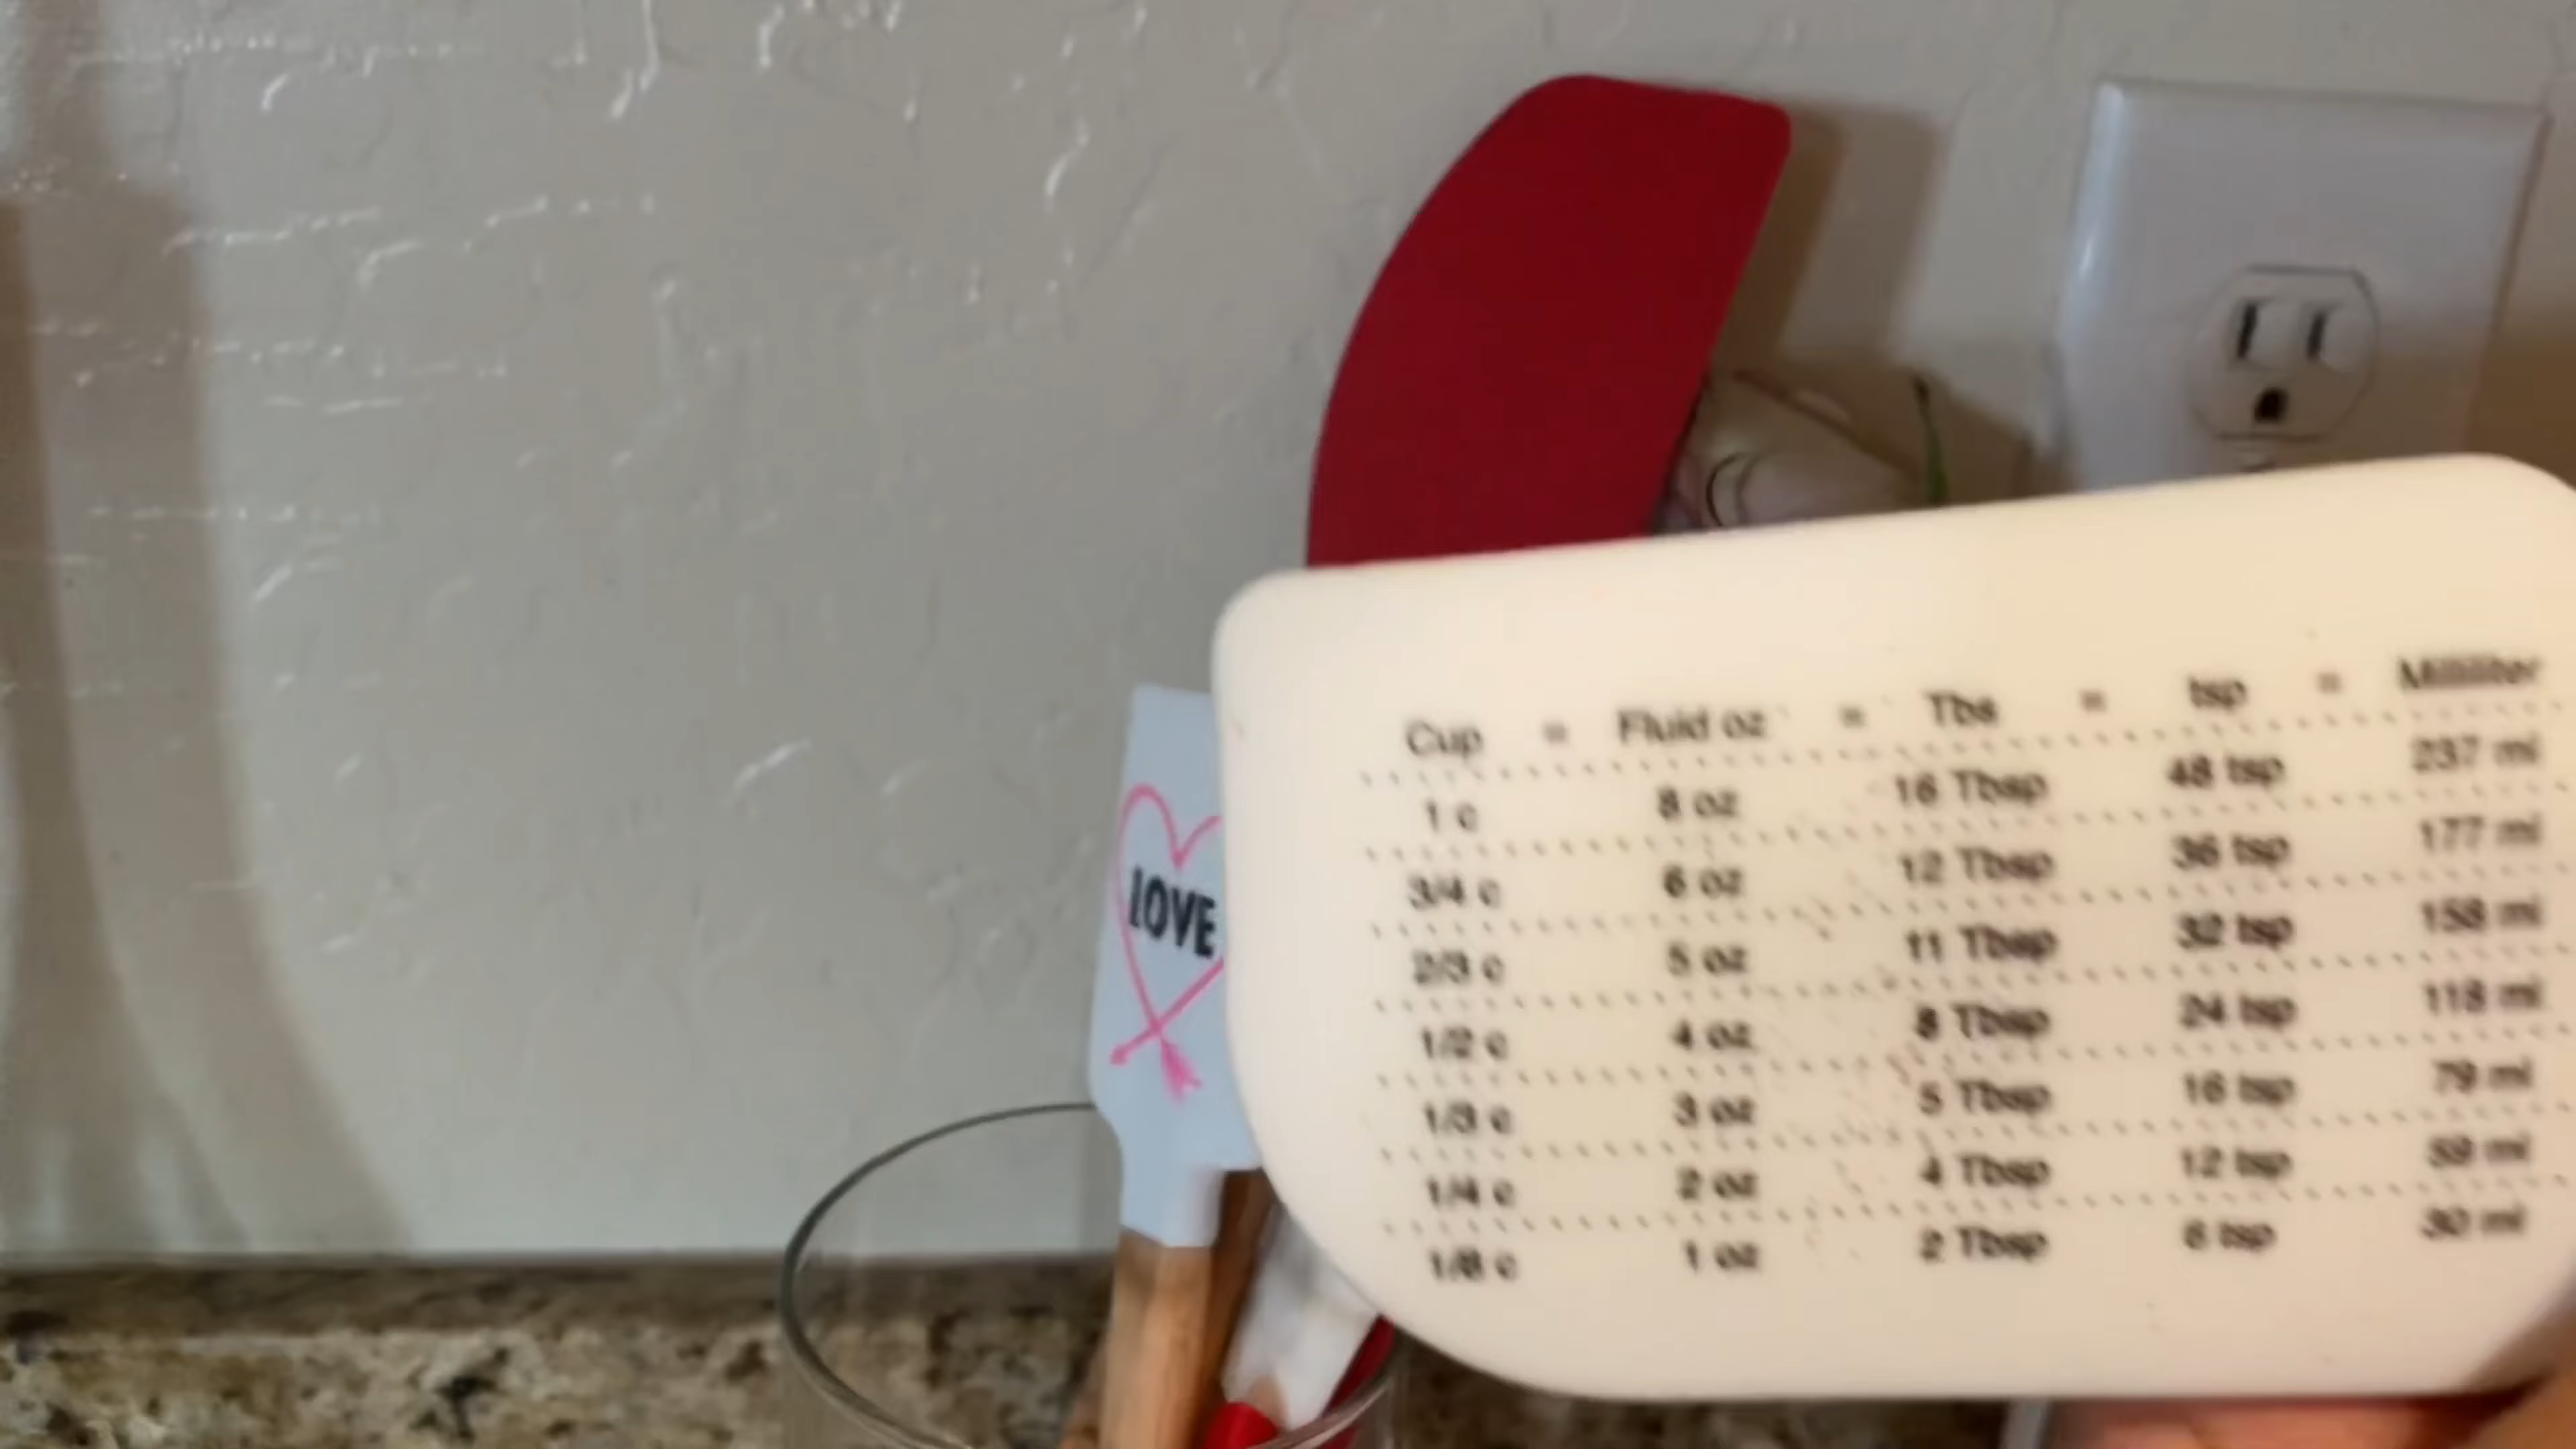 LOVE
Cup = Fluid oz = Tbs = tsp = Milliliter
1 c 8 oz 16 Tbsp 48 tsp 237 ml
3/4 c 6 oz 12 Tbsp 36 tsp 177 ml
2/3 c 5 oz 11 Tbsp 32 tsp 158 ml
1/2 c 4 oz 8 Tbsp 24 tsp 118 ml
1/3 c 3 oz 5 Tbsp 16 tsp 79 ml
1/4 c 2 oz 4 Tbsp 12 tsp 59 ml
1/8 c 1 oz 2 Tbsp 6 tsp 30 ml